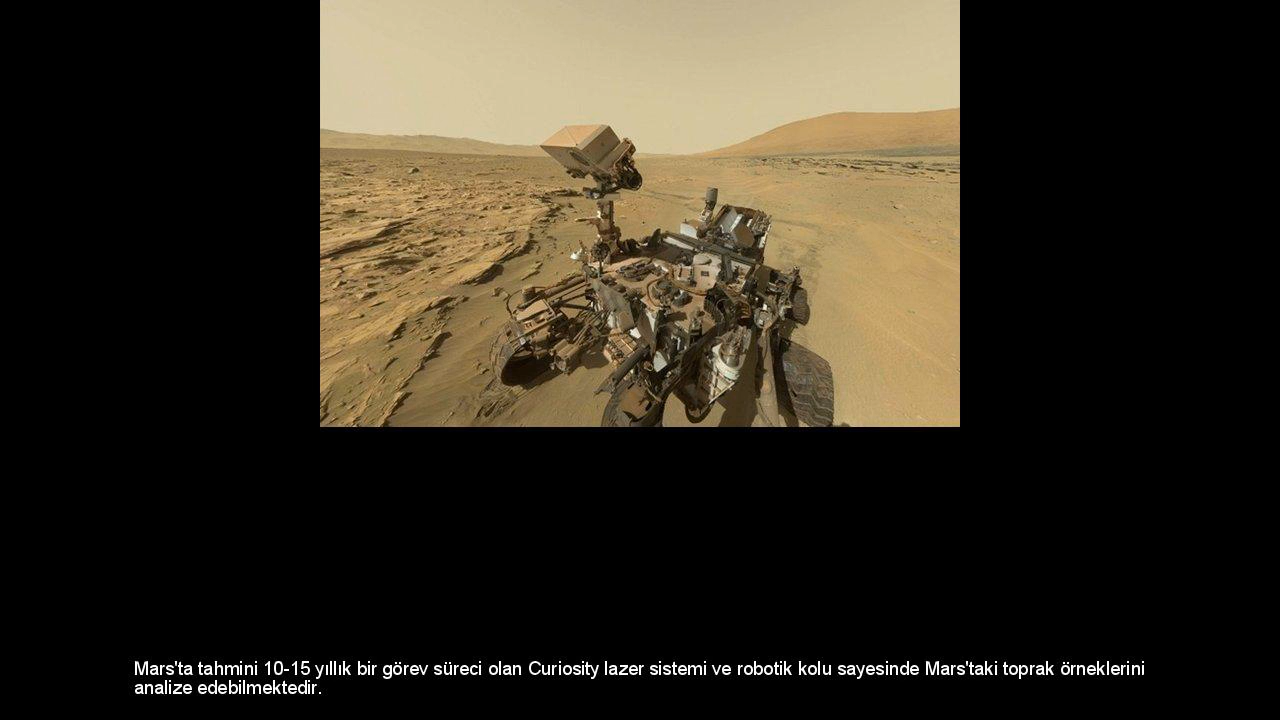 Mars'ta tahmini 10-15 yıllık bir görev süreci olan Curiosity lazer sistemi ve robotik kolu sayesinde Mars'taki toprak örneklerini
analize edebilmektedir.